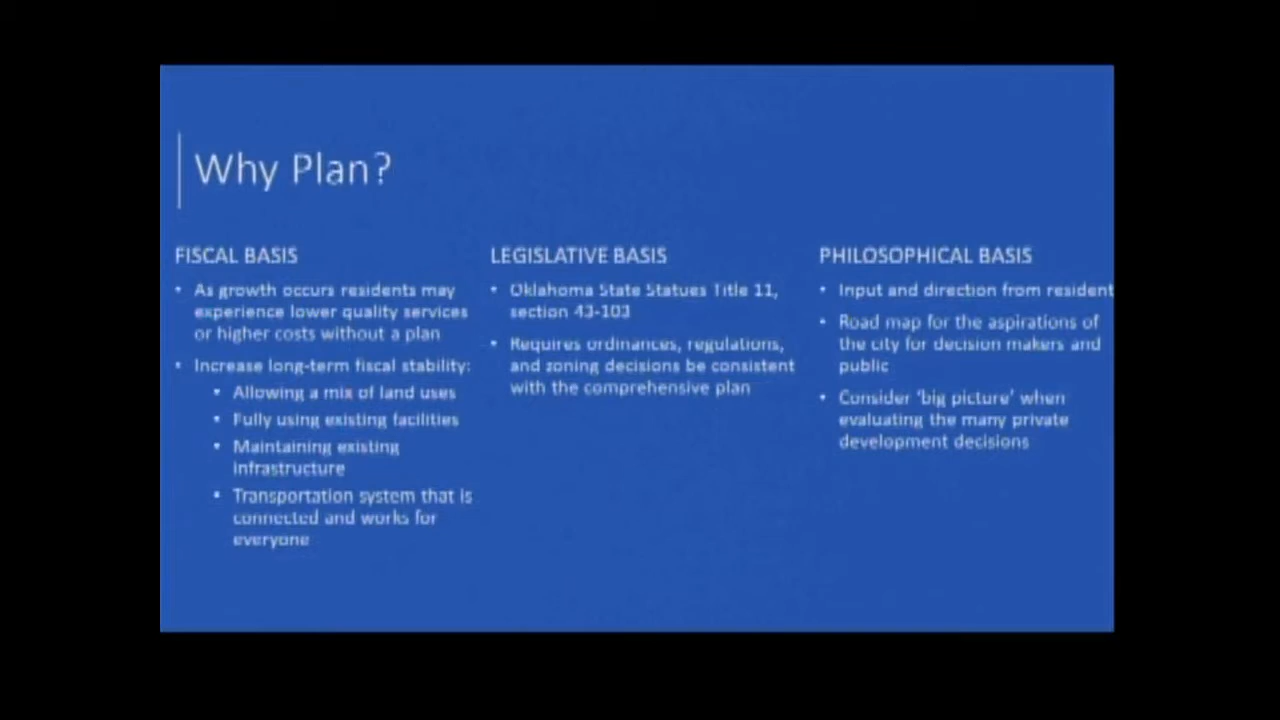 Why Plan?
FISCAL BASIS
• As growth occurs residents may
experience lower quality services
or higher costs without a plan
• Increase long-term fiscal stability:
• Allowing a mix of land uses
• Fully using existing facilities
• Maintaining existing
infrastructure
• Transportation system that is
connected and works for
everyone
LEGISLATIVE BASIS
• Oklahoma State Statues Title 11,
section 43-103
• Requires ordinances, regulations,
and zoning decisions be consistent
with the comprehensive plan
PHILOSOPHICAL BASIS
• Input and direction from resident
• Road map for the aspirations of
the city for decision makers and
public
• Consider ‘big picture’ when
evaluating the many private
development decisions